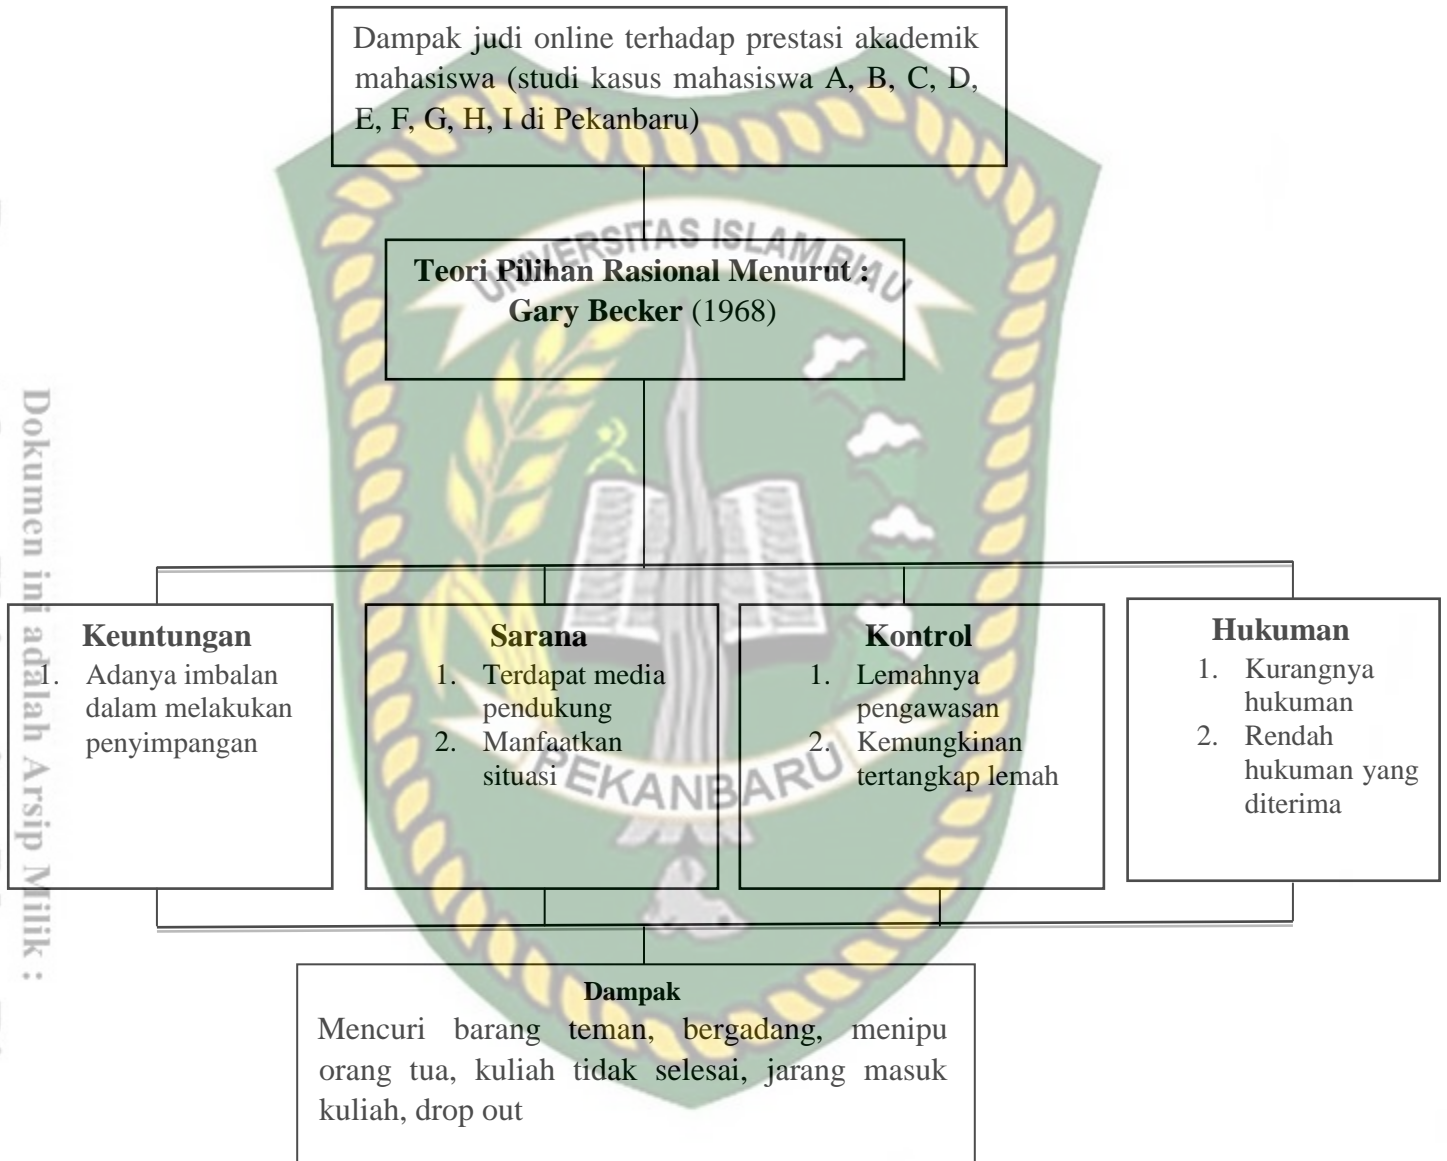 Dampak judi online terhadap prestasi akademik
mahasiswa (studi kasus mahasiswa A, B, C, D,
E, F, G, H, I di Pekanbaru)
UNIVERSITAS ISLAM RIAU
Teori Pilihan Rasional Menurut :
Gary Becker (1968)
Keuntungan
1. Adanya imbalan
dalam melakukan
penyimpangan
Sarana
1. Terdapat media
pendukung
2. Manfaatkan
situasi
Kontrol
1. Lemahnya
pengawasan
2. Kemungkinan
tertangkap lemah
Hukuman
1. Kurangnya
hukuman
2. Rendah
hukuman yang
diterima
PEKANBARU
Dampak
Mencuri barang teman, bergadang, menipu
orang tua, kuliah tidak selesai, jarang masuk
kuliah, drop out
Dokumen ini adalah Arsip Milik :